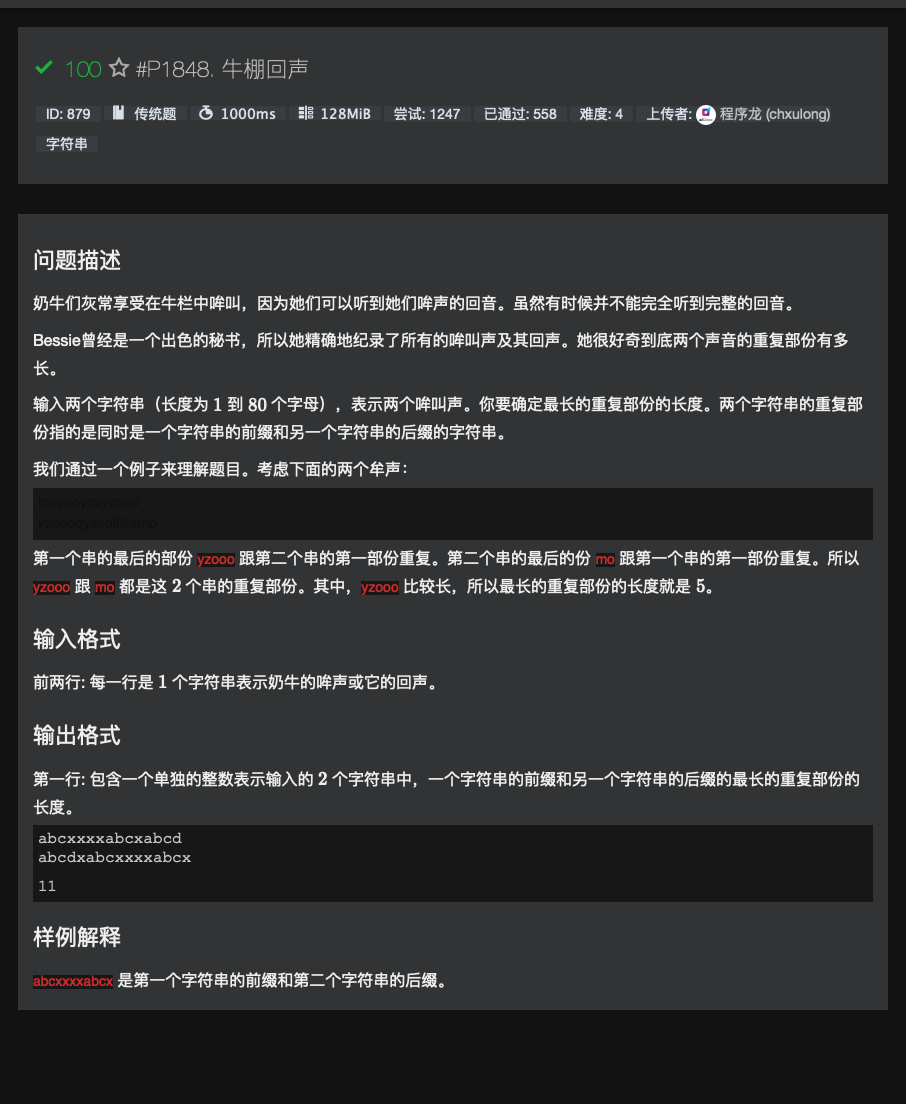 100 #P1848. 牛棚回声
ID: 879 传统题 1000ms 128MiB 尝试: 1247 已通过: 558 难度: 4 上传者: 程序龙 (chxulong)
字符串
问题描述
奶牛们灰常享受在牛栏中哞叫，因为她们可以听到她们哞声的回音。虽然有时候并不能完全听到完整的回音。
Bessie曾经是一个出色的秘书，所以她精确地纪录了所有的哞叫声及其回声。她很好奇到底两个声音的重复部份有多
长。
输入两个字符串（长度为 1 到 80 个字母），表示两个哞叫声。你要确定最长的重复部份的长度。两个字符串的重复部
份指的是同时是一个字符串的前缀和另一个字符串的后缀的字符串。
我们通过一个例子来理解题目。考虑下面的两个牟声：
moyooyoxyzooo
yzoooqyasdfljkamo
第一个串的最后的部份 yzooo 跟第二个串的第一部份重复。第二个串的最后的份 mo 跟第一个串的第一部份重复。所以
yzooo 跟 mo 都是这 2 个串的重复部份。其中，yzooo 比较长，所以最长的重复部份的长度就是 5。
输入格式
前两行: 每一行是 1 个字符串表示奶牛的哞声或它的回声。
输出格式
第一行: 包含一个单独的整数表示输入的 2 个字符串中，一个字符串的前缀和另一个字符串的后缀的最长的重复部份的
长度。
abcxxxxabcxabcd
abcdxabcxxxxabcx
11
样例解释
abcxxxxabcx 是第一个字符串的前缀和第二个字符串的后缀。